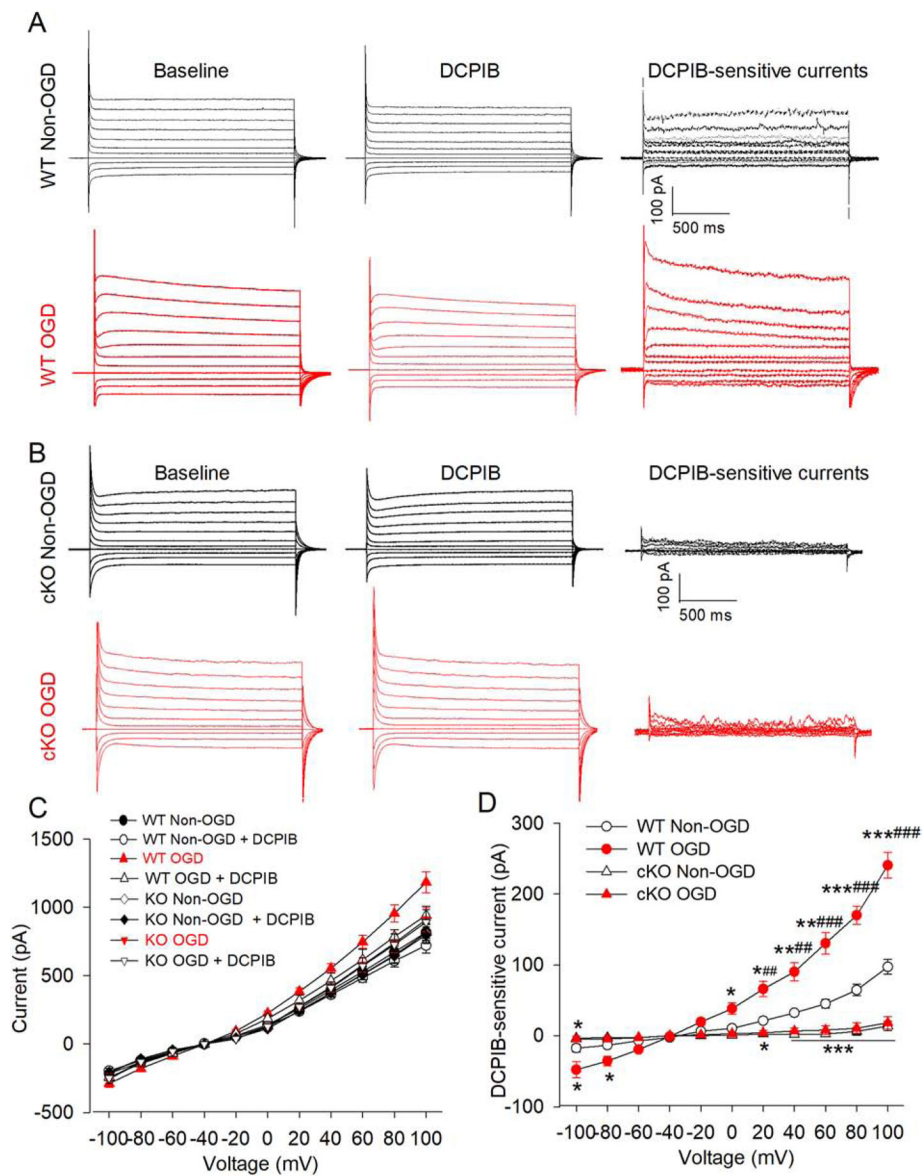 A
Baseline
DCPIB
DCPIB-sensitive currents
WT Non-OGD
100 pA
500 ms
WT OGD
B
Baseline
DCPIB
DCPIB-sensitive currents
cKO Non-OGD
100 pA
500 ms
cKO OGD
C
WT Non-OGD
WT Non-OGD + DCPIB
WT OGD
WT OGD + DCPIB
KO Non-OGD
KO Non-OGD + DCPIB
KO OGD
KO OGD + DCPIB
Current (pA)
1500
1000
500
0
-500
-100 -80 -60 -40 -20 0 20 40 60 80 100
Voltage (mV)
D
WT Non-OGD
WT OGD
cKO Non-OGD
cKO OGD
DCPIB-sensitive current (pA)
300
200
100
0
-100
***###
***###
**###
**##
*##
*
*
*
*
*
***
-100 -80 -60 -40 -20 0 20 40 60 80 100
Voltage (mV)